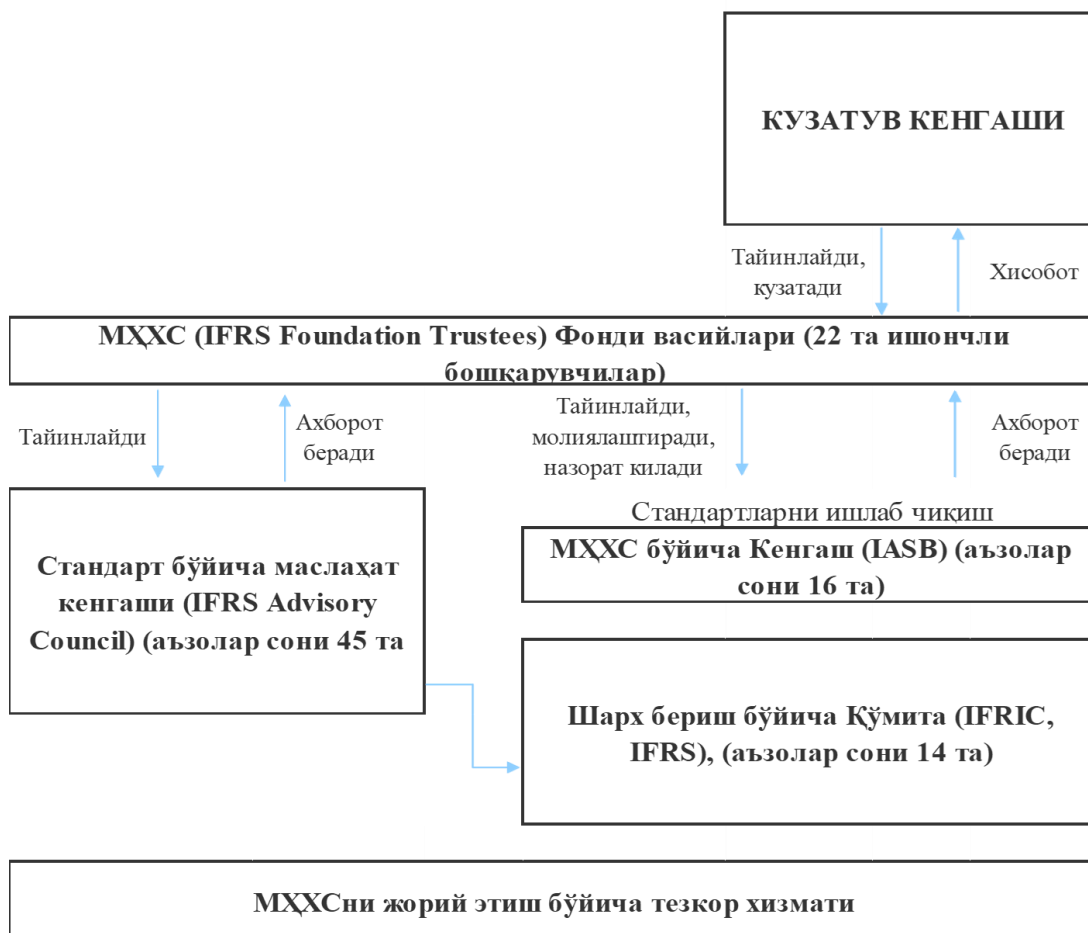 КУЗАТУВ КЕНГАШИ
Тайинлайди,
кузатади
Хисобот
МҲҲС (IFRS Foundation Trustees) Фонди васийлари (22 та ишончли
бошқарувчилар)
Тайинлайди
Ахборот
беради
Тайинлайди,
молиялаштиради,
назорат килади
Ахборот
беради
Стандарт бўйича маслаҳат
кенгаши (IFRS Advisory
Council) (аъзолар сони 45 та
Стандартларни ишлаб чиқиш
МҲҲС бўйича Кенгаш (IASB) (аъзолар
сони 16 та)
Шарх бериш бўйича Қўмита (IFRIC,
IFRS), (аъзолар сони 14 та)
МҲҲСни жорий этиш бўйича тезкор хизмати